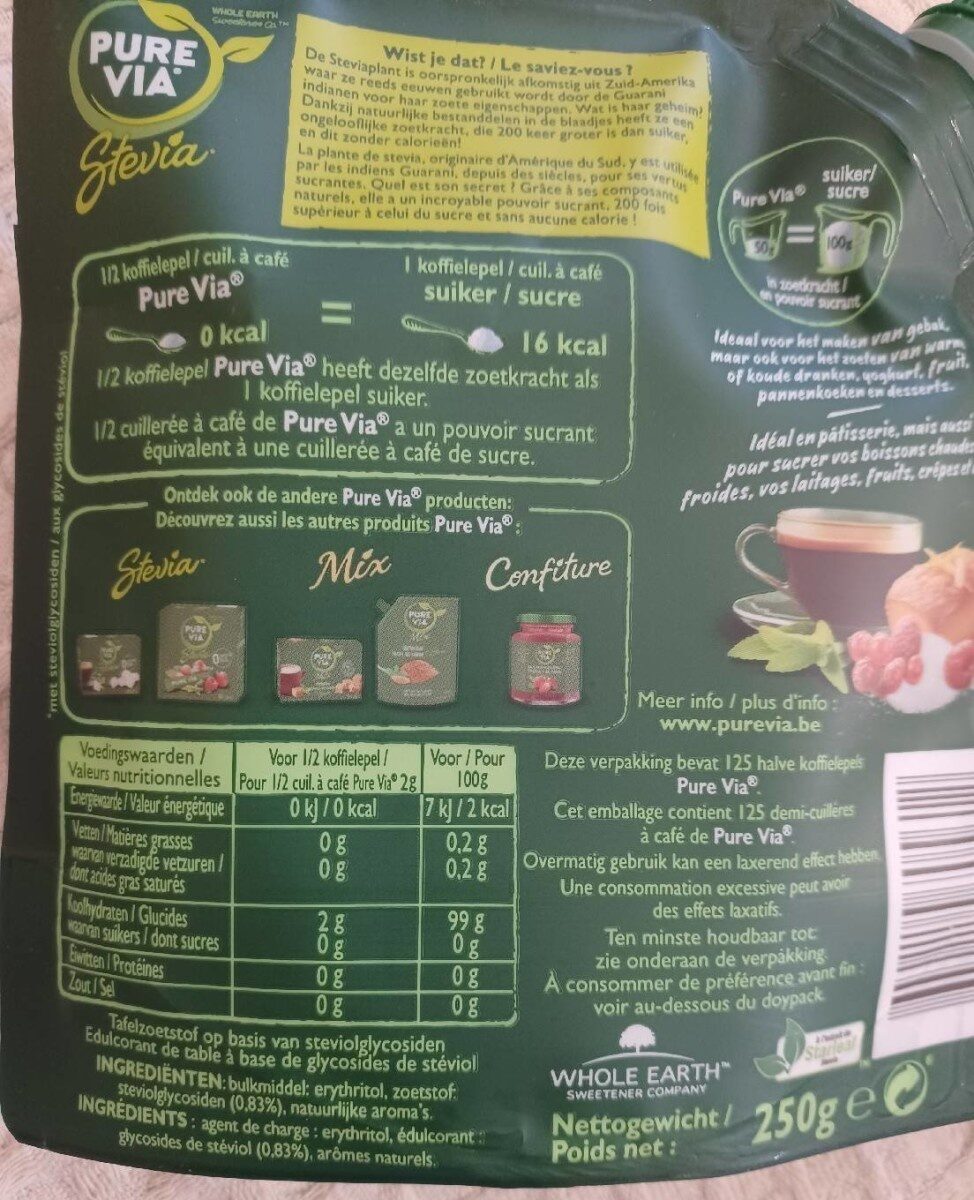 WHOLE EARTH
Sweetener Co.™
PURE
VIA®
Stevia
Wist je dat? / Le saviez-vous ?
De Steviaplant is oorspronkelijk afkomstig uit Zuid-Amerika
waar ze reeds eeuwen gebruikt wordt door de Guarani
indianen voor haar zoete eigenschappen. Wat is haar geheim?
Dankzij natuurlijke bestanddelen in de blaadjes heeft ze een
ongelooflijke zoetkracht, die 200 keer groter is dan suiker,
en dit zonder calorieën!
La plante de stevia, originaire d'Amérique du Sud, y est utilisée
par les indiens Guarani, depuis des siècles, pour ses vertus
sucrantes. Quel est son secret ? Grâce à ses composants
naturels, elle a un incroyable pouvoir sucrant, 200 fois
supérieur à celui du sucre et sans aucune calorie !
Pure Via®
suiker/
sucre
50g = 100g
in zoetkracht /
en pouvoir sucrant
1/2 koffielepel / cuil. à café
Pure Via®
=
1 koffielepel / cuil. à café
suiker / sucre
0 kcal
16 kcal
1/2 koffielepel Pure Via® heeft dezelfde zoetkracht als
1 koffielepel suiker.
1/2 cuillerée à café de Pure Via® a un pouvoir sucrant
équivalent à une cuillerée à café de sucre.
Ideaal voor het maken van gebak,
maar ook voor het zoeten van warm
of koude dranken, yoghurt, fruit,
pannenkoeken en desserts.
Idéal en pâtisserie, mais aussi
pour sucrer vos boissons chaudes
froides, vos laitages, fruits, crêpes et
*met steviolglycosiden / aux glycosides de stéviol
Ontdek ook de andere Pure Via® producten:
Découvrez aussi les autres produits Pure Via® :
Stevia
Mix
Confiture
PURE
VIA
PURE
VIA
PURE
VIA
Meer info / plus d'info :
www.purevia.be
Voedingswaarden /
Valeurs nutritionnelles
Voor 1/2 koffielepel /
Pour 1/2 cuil. à café Pure Via® 2g
Voor / Pour
100g
Energiewaarde / Valeur énergétique 0 kJ / 0 kcal 7 kJ / 2 kcal
Vetten / Matières grasses 0 g 0,2 g
waarvan verzadigde vetzuren / 0 g 0,2 g
dont acides gras saturés
Koolhydraten / Glucides 2 g 99 g
waarvan suikers / dont sucres 0 g 0 g
Eiwitten / Protéines 0 g 0 g
Zout / Sel 0 g 0 g
Tafelzoetstof op basis van steviolglycosiden
Edulcorant de table à base de glycosides de stéviol
INGREDIËNTEN: bulkmiddel: erythritol, zoetstof:
steviolglycosiden (0,83%), natuurlijke aroma's.
INGRÉDIENTS : agent de charge : erythritol, édulcorant :
glycosides de stéviol (0,83%), arômes naturels.
Deze verpakking bevat 125 halve koffielepels
Pure Via®.
Cet emballage contient 125 demi-cuillères
à café de Pure Via®.
Overmatig gebruik kan een laxerend effect hebben.
Une consommation excessive peut avoir
des effets laxatifs.
Ten minste houdbaar tot:
zie onderaan de verpakking.
À consommer de préférence avant fin :
voir au-dessous du doypack.
WHOLE EARTH™
SWEETENER COMPANY
Starleaf
Nettogewicht /
Poids net :
250g e